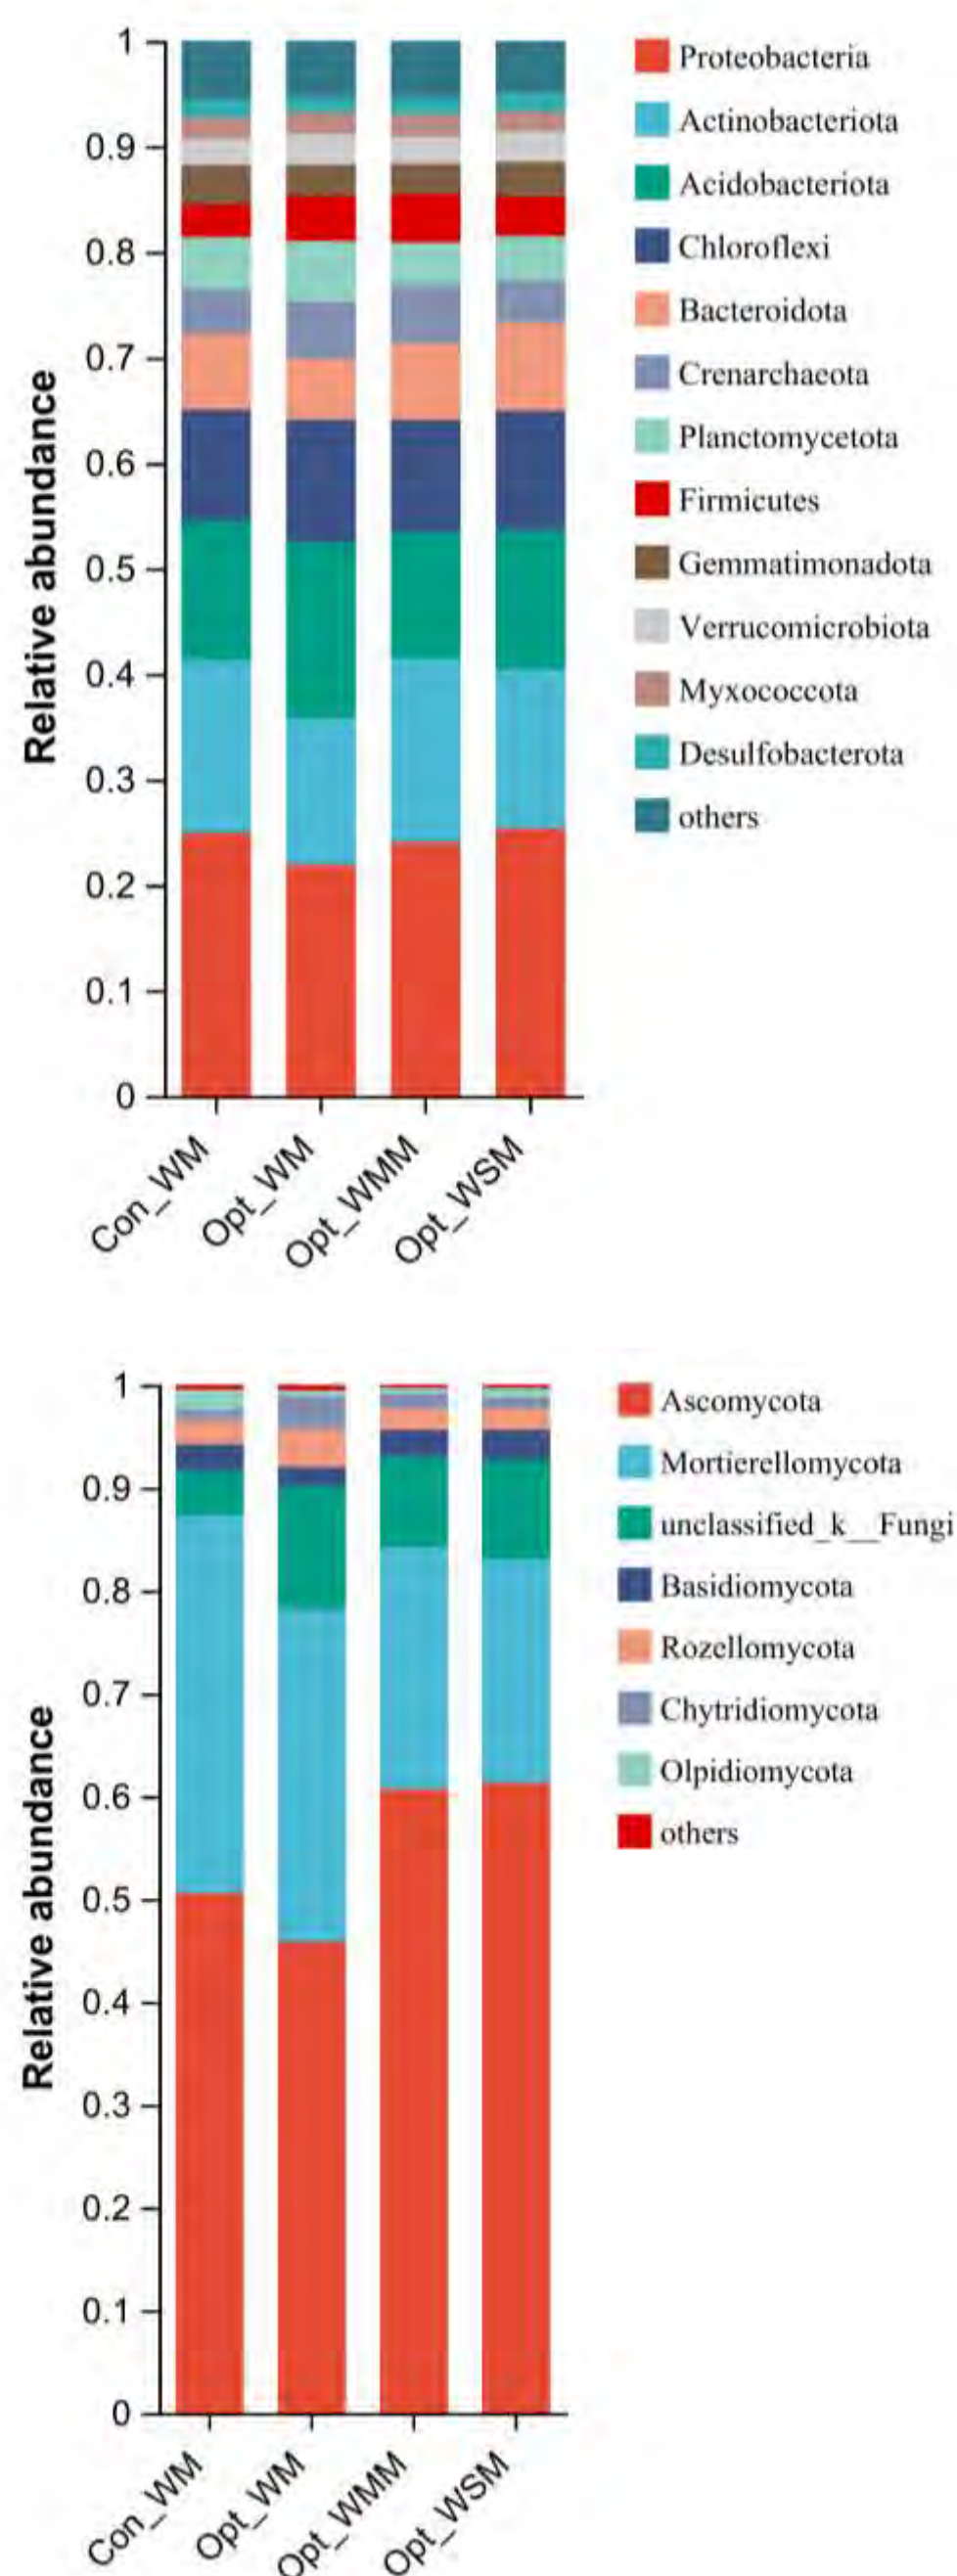 Relative abundance
1
0.9
0.8
0.7
0.6
0.5
0.4
0.3
0.2
0.1
0
Con_WM
Opt_WM
Opt_WMM
Opt_WSM
Proteobacteria
Actinobacteriota
Acidobacteriota
Chloroflexi
Bacteroidota
Crenarchaeota
Planctomycetota
Firmicutes
Gemmatimonadota
Verrucomicrobiota
Myxococcota
Desulfobacterota
others
Relative abundance
1
0.9
0.8
0.7
0.6
0.5
0.4
0.3
0.2
0.1
0
Con_WM
Opt_WM
Opt_WMM
Opt_WSM
Ascomycota
Mortierellomycota
unclassified_k__Fungi
Basidiomycota
Rozellomycota
Chytridiomycota
Olpidiomycota
others